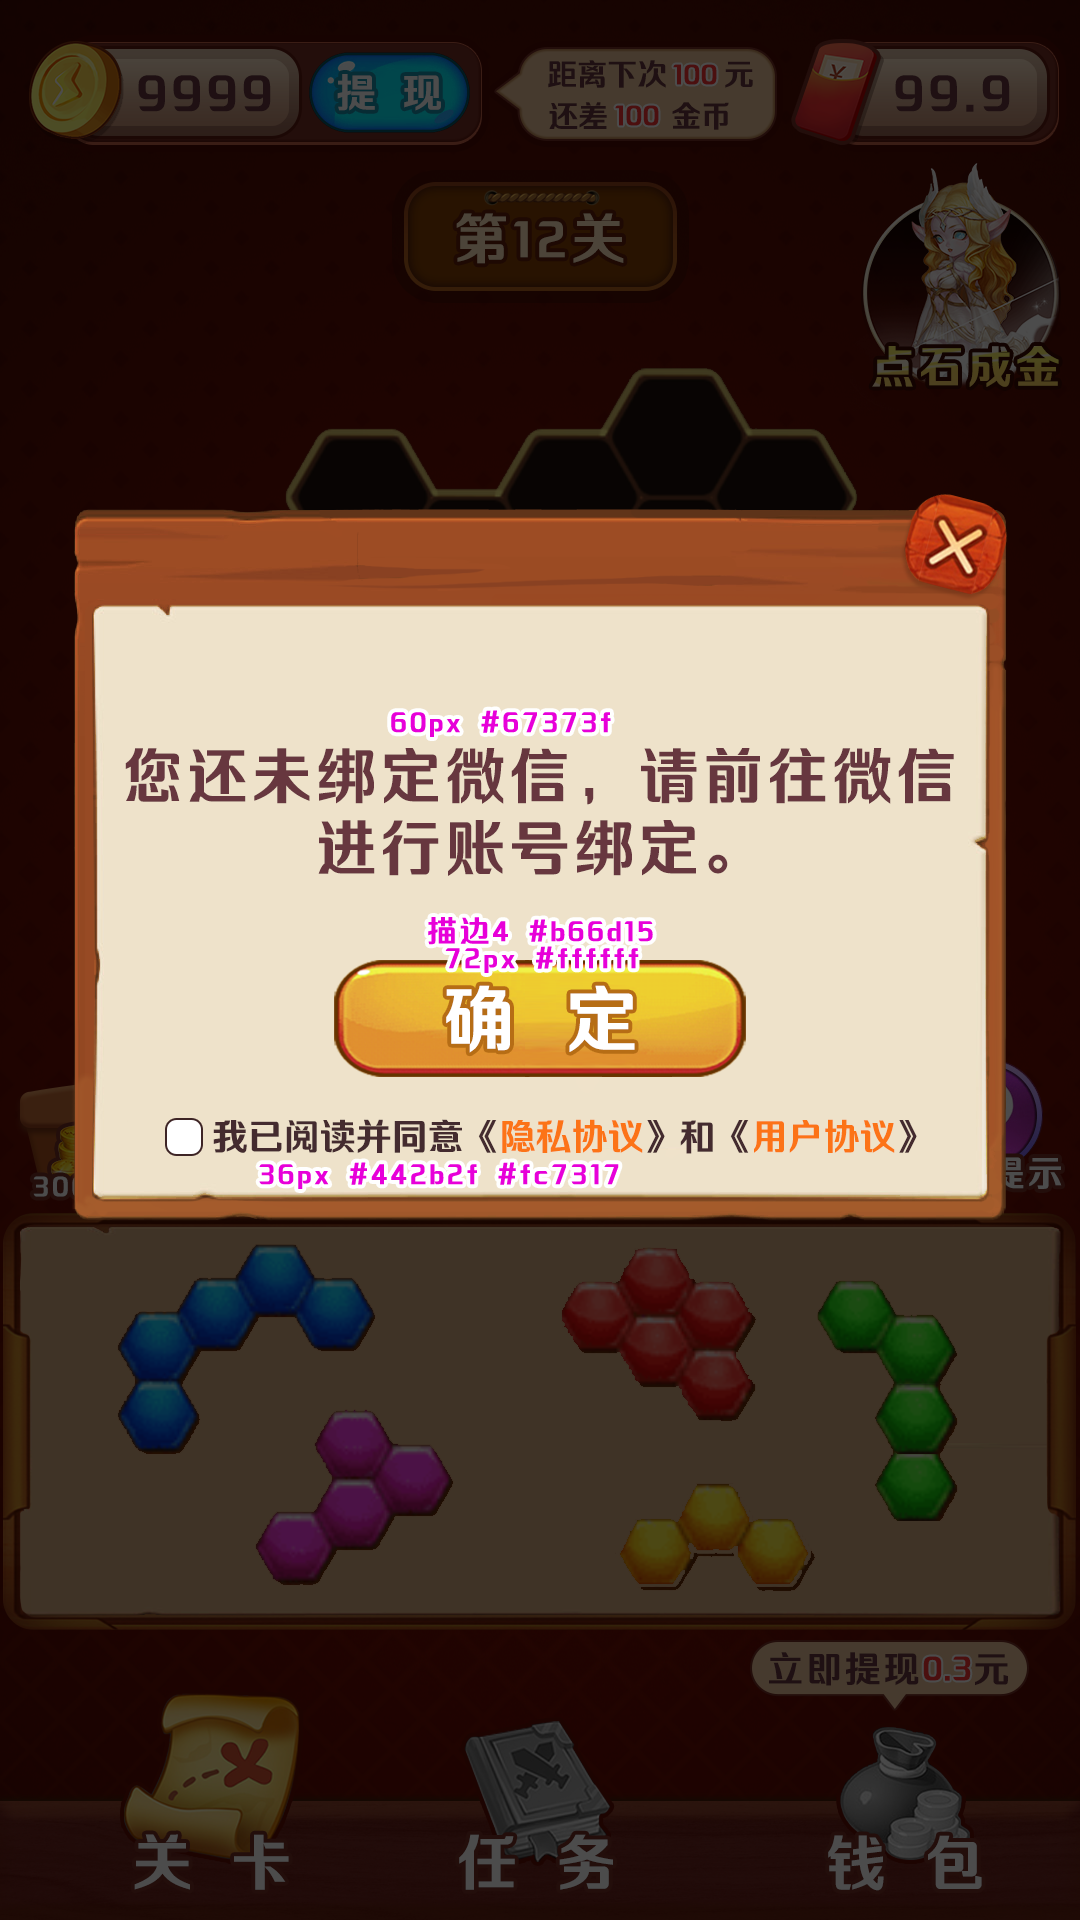 9999
提 现
距离下次100元
还差100 金币
99.9
第12关
点石成金
60px #67373f
您还未绑定微信，请前往微信
进行账号绑定。
描边4 #b66d15
72px #ffffff
确 定
我已阅读并同意《隐私协议》和《用户协议》
36px #442b2f #fc7317
300
提示
立即提现0.3元
关 卡
任 务
钱 包